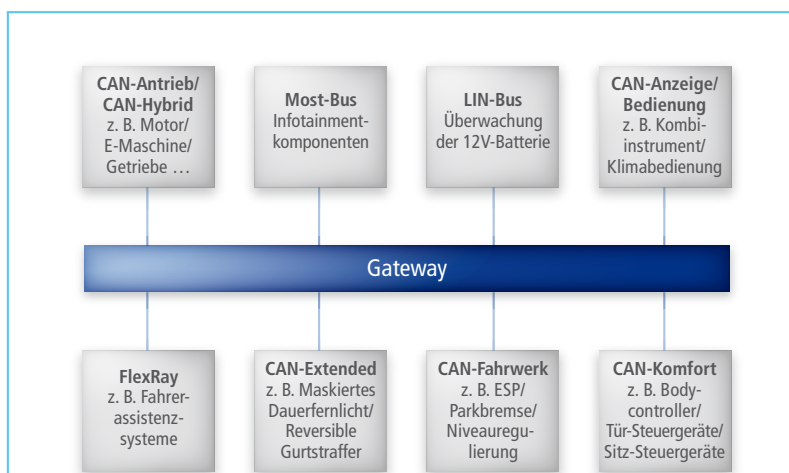 CAN-Antrieb/
CAN-Hybrid
z. B. Motor/
E-Maschine/
Getriebe …
Most-Bus
Infotainment-
komponenten
LIN-Bus
Überwachung
der 12V-Batterie
CAN-Anzeige/
Bedienung
z. B. Kombi-
instrument/
Klimabedienung
Gateway
FlexRay
z. B. Fahrer-
assistenz-
systeme
CAN-Extended
z. B. Maskiertes
Dauerfernlicht/
Reversible
Gurtstraffer
CAN-Fahrwerk
z. B. ESP/
Parkbremse/
Niveauregu-
lierung
CAN-Komfort
z. B. Body-
controller/
Tür-Steuergeräte/
Sitz-Steuergeräte